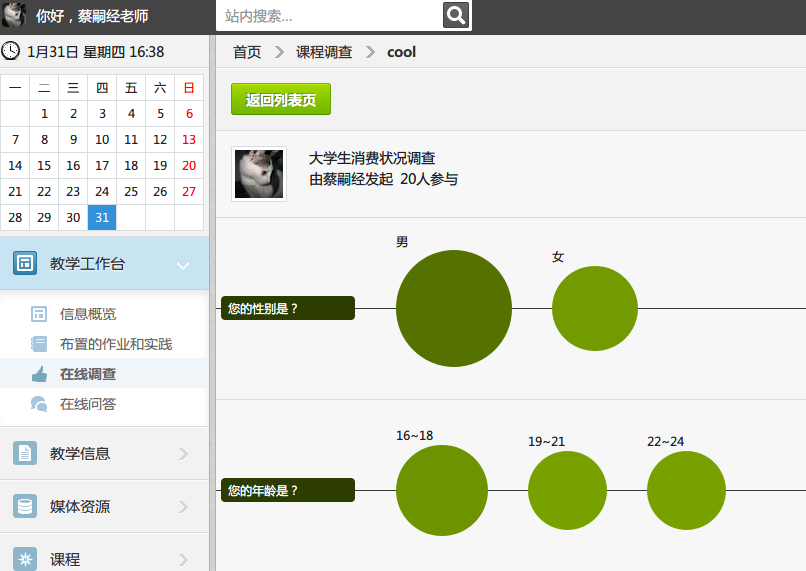 你好，蔡嗣经老师
站内搜索...
1月31日 星期四 16:38
首页 课程调查 cool
一 二 三 四 五 六 日
1 2 3 4 5 6
7 8 9 10 11 12 13
14 15 16 17 18 19 20
21 22 23 24 25 26 27
28 29 30 31
返回列表页
大学生消费状况调查
由蔡嗣经发起 20人参与
教学工作台
信息概览
布置的作业和实践
在线调查
在线问答
教学信息
媒体资源
课程
男
女
您的性别是？
16~18
19~21
22~24
您的年龄是？